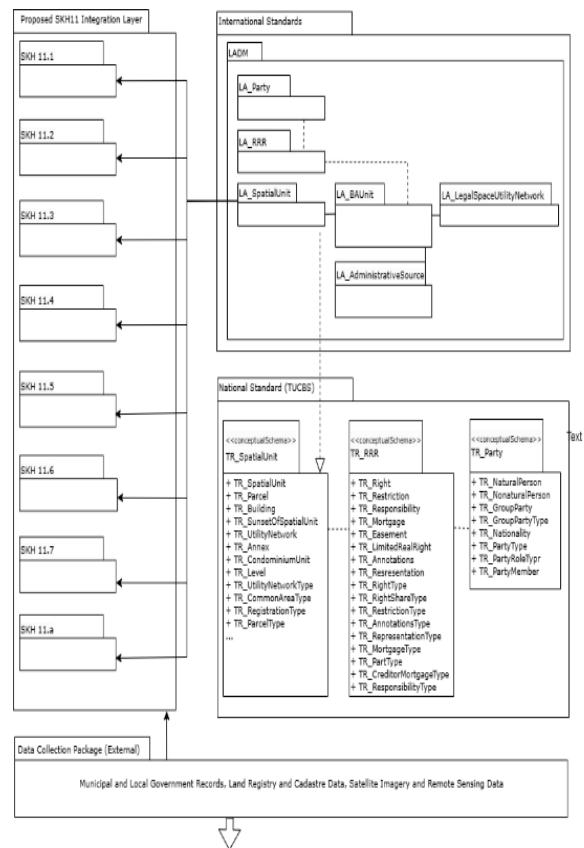 Proposed SKH11 Integration Layer
SKH 11.1
SKH 11.2
SKH 11.3
SKH 11.4
SKH 11.5
SKH 11.6
SKH 11.7
SKH 11.a
International Standards
LADM
LA_Party
LA_RRR
LA_SpatialUnit
LA_BAUnit
LA_LegalSpaceUtilityNetwork
LA_AdministrativeSource
National Standard (TUCBS)
Text
<<conceptualSchema>>
TR_SpatialUnit
+ TR_SpatialUnit
+ TR_Parcel
+ TR_Building
+ TR_SunsetOfSpatialUnit
+ TR_UtilityNetwork
+ TR_Annex
+ TR_CondominiumUnit
+ TR_Level
+ TR_UtilityNetworkType
+ TR_CommonAreaType
+ TR_RegistrationType
+ TR_ParcelType
...
<<conceptualSchema>>
TR_RRR
+ TR_Right
+ TR_Restriction
+ TR_Responsibility
+ TR_Mortgage
+ TR_Easement
+ TR_LimitedRealRight
+ TR_Annotations
+ TR_Resresentation
+ TR_RightType
+ TR_RightShareType
+ TR_RestrictionType
+ TR_AnnotationsType
+ TR_RepresentationType
+ TR_MortgageType
+ TR_PartType
+ TR_CreditorMortgageType
+ TR_ResponsibilityType
<<conceptualSchema>>
TR_Party
+ TR_NaturalPerson
+ TR_NonaturalPerson
+ TR_GroupParty
+ TR_GroupPartyType
+ TR_Nationality
+ TR_PartyType
+ TR_PartyRoleTypr
+ TR_PartyMember
Data Collection Package (External)
Municipal and Local Government Records, Land Registry and Cadastre Data, Satellite Imagery and Remote Sensing Data